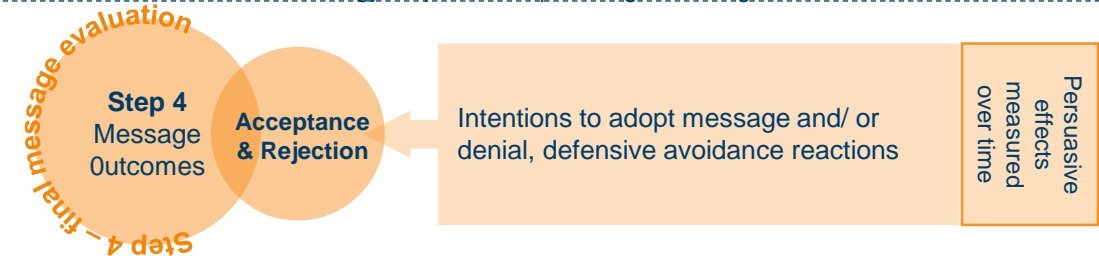 Step 4 – final message evaluation
Step 4
Message
0utcomes
Acceptance
& Rejection
Intentions to adopt message and/ or
denial, defensive avoidance reactions
Persuasive
effects
measured
over time